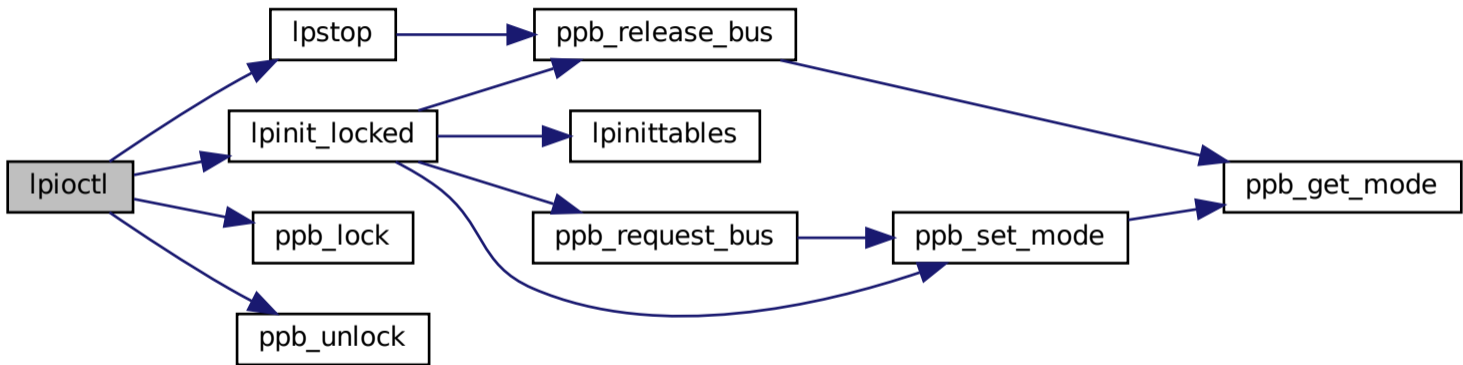 lpstop
ppb_release_bus
lpinit_locked
lpinittables
lpioctl
ppb_get_mode
ppb_lock
ppb_request_bus
ppb_set_mode
ppb_unlock